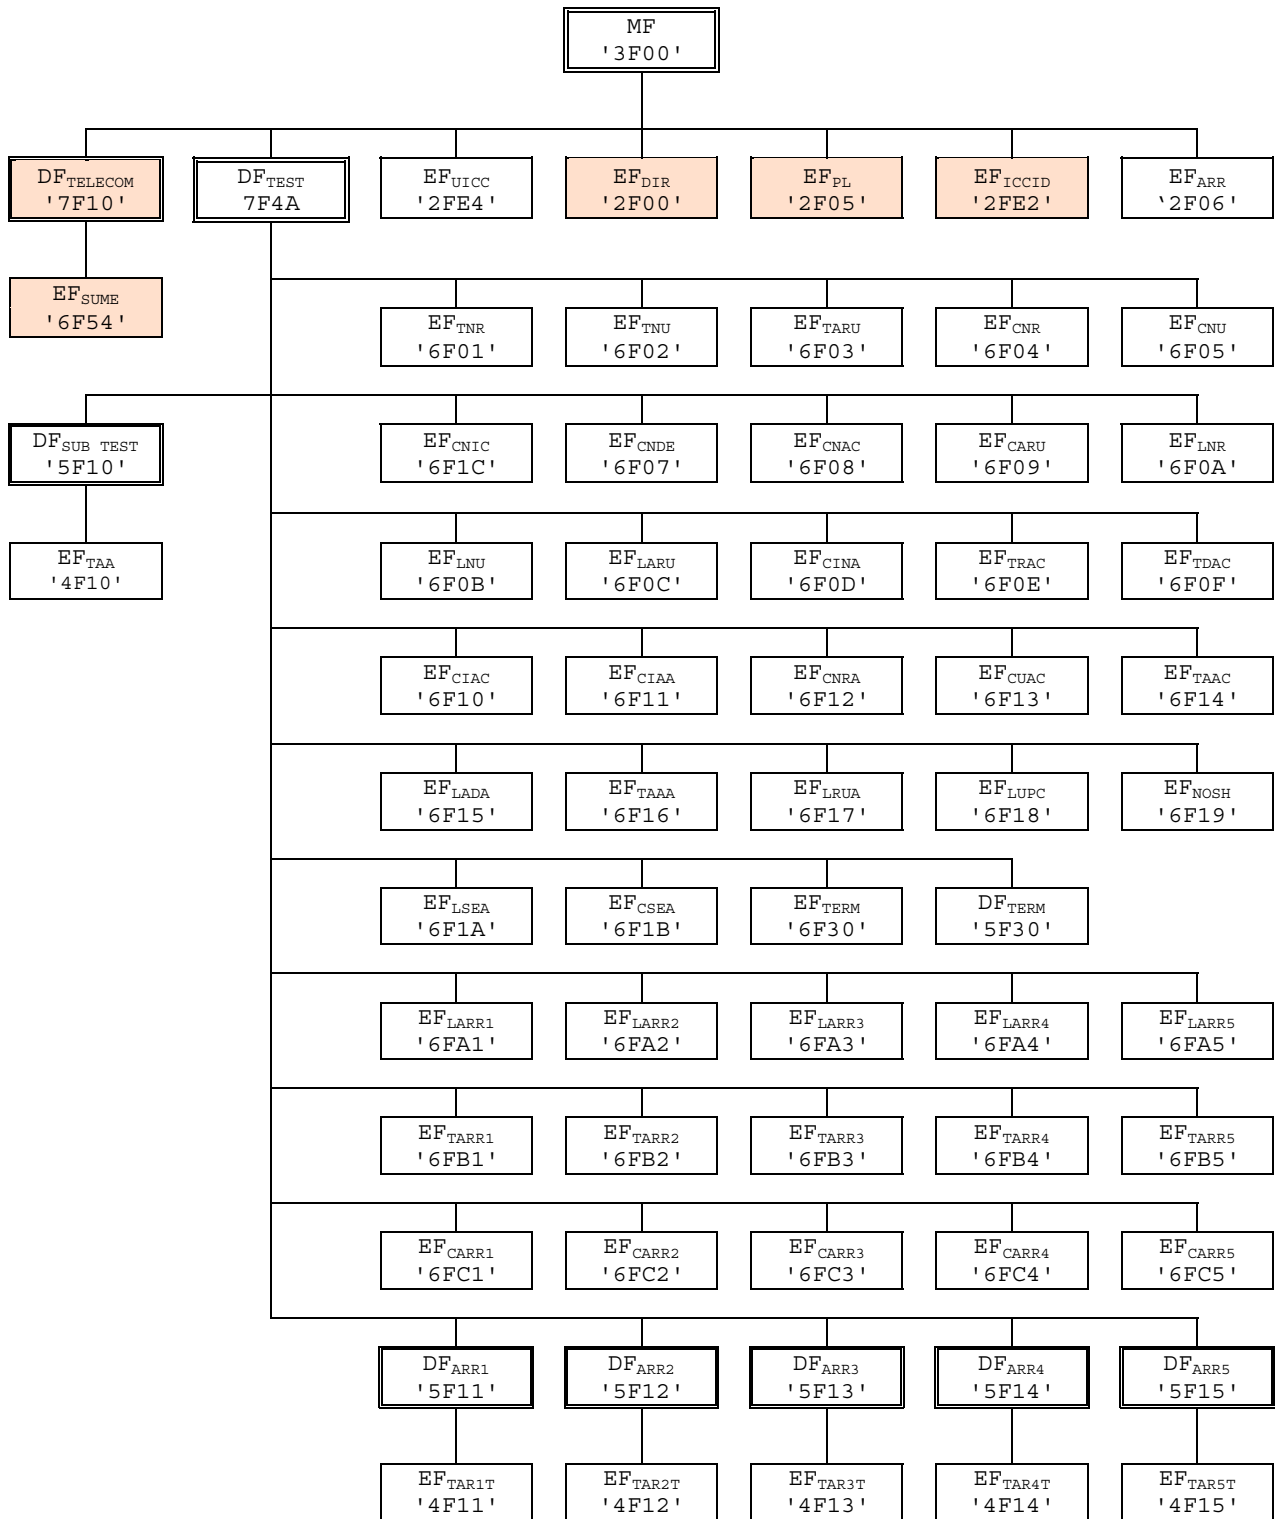 MF
'3F00'
DFTELECOM
'7F10'
DFTEST
7F4A
EFUICC
'2FE4'
EFDIR
'2F00'
EFPL
'2F05'
EFICCID
'2FE2'
EFARR
‘2F06'
EFSUME
'6F54'
EFTNR
'6F01'
EFTNU
'6F02'
EFTARU
'6F03'
EFCNR
'6F04'
EFCNU
'6F05'
DFSUB TEST
'5F10'
EFCNIC
'6F1C'
EFCNDE
'6F07'
EFCNAC
'6F08'
EFCARU
'6F09'
EFLNR
'6F0A'
EFTAA
'4F10'
EFLNU
'6F0B'
EFLARU
'6F0C'
EFCINA
'6F0D'
EFTRAC
'6F0E'
EFTDAC
'6F0F'
EFCIAC
'6F10'
EFCIAA
'6F11'
EFCNRA
'6F12'
EFCUAC
'6F13'
EFTAAC
'6F14'
EFLADA
'6F15'
EFTAAA
'6F16'
EFLRUA
'6F17'
EFLUPC
'6F18'
EFNOSH
'6F19'
EFLSEA
'6F1A'
EFCSEA
'6F1B'
EFTERM
'6F30'
DFTERM
'5F30'
EFLARR1
'6FA1'
EFLARR2
'6FA2'
EFLARR3
'6FA3'
EFLARR4
'6FA4'
EFLARR5
'6FA5'
EFTARR1
'6FB1'
EFTARR2
'6FB2'
EFTARR3
'6FB3'
EFTARR4
'6FB4'
EFTARR5
'6FB5'
EFCARR1
'6FC1'
EFCARR2
'6FC2'
EFCARR3
'6FC3'
EFCARR4
'6FC4'
EFCARR5
'6FC5'
DFARR1
'5F11'
DFARR2
'5F12'
DFARR3
'5F13'
DFARR4
'5F14'
DFARR5
'5F15'
EFTAR1T
'4F11'
EFTAR2T
'4F12'
EFTAR3T
'4F13'
EFTAR4T
'4F14'
EFTAR5T
'4F15'